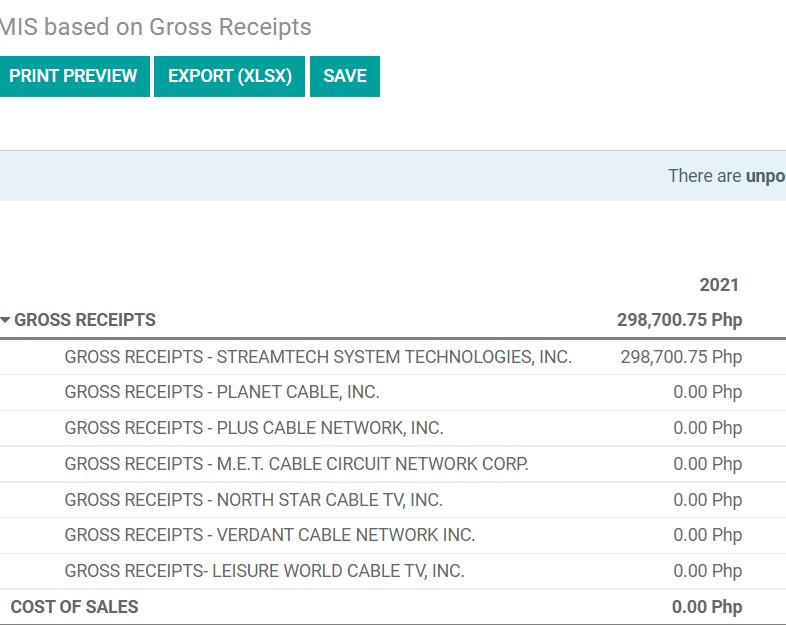 MIS based on Gross Receipts
PRINT PREVIEW EXPORT (XLSX) SAVE
There are unpo
2021
GROSS RECEIPTS 298,700.75 Php
GROSS RECEIPTS - STREAMTECH SYSTEM TECHNOLOGIES, INC. 298,700.75 Php
GROSS RECEIPTS - PLANET CABLE, INC. 0.00 Php
GROSS RECEIPTS - PLUS CABLE NETWORK, INC. 0.00 Php
GROSS RECEIPTS - M.E.T. CABLE CIRCUIT NETWORK CORP. 0.00 Php
GROSS RECEIPTS - NORTH STAR CABLE TV, INC. 0.00 Php
GROSS RECEIPTS - VERDANT CABLE NETWORK INC. 0.00 Php
GROSS RECEIPTS- LEISURE WORLD CABLE TV, INC. 0.00 Php
COST OF SALES 0.00 Php